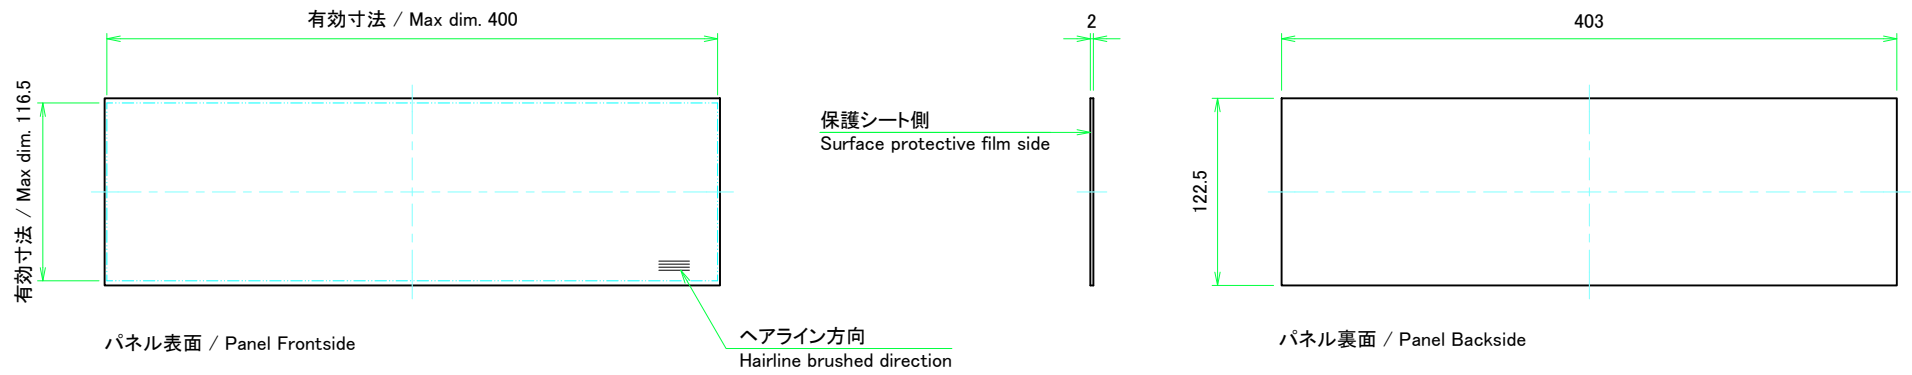 有効寸法 / Max dim. 400
2
403
有効寸法 / Max dim. 116.5
保護シート側
Surface protective film side
122.5
ヘアライン方向
Hairline brushed direction
パネル表面 / Panel Frontside
パネル裏面 / Panel Backside